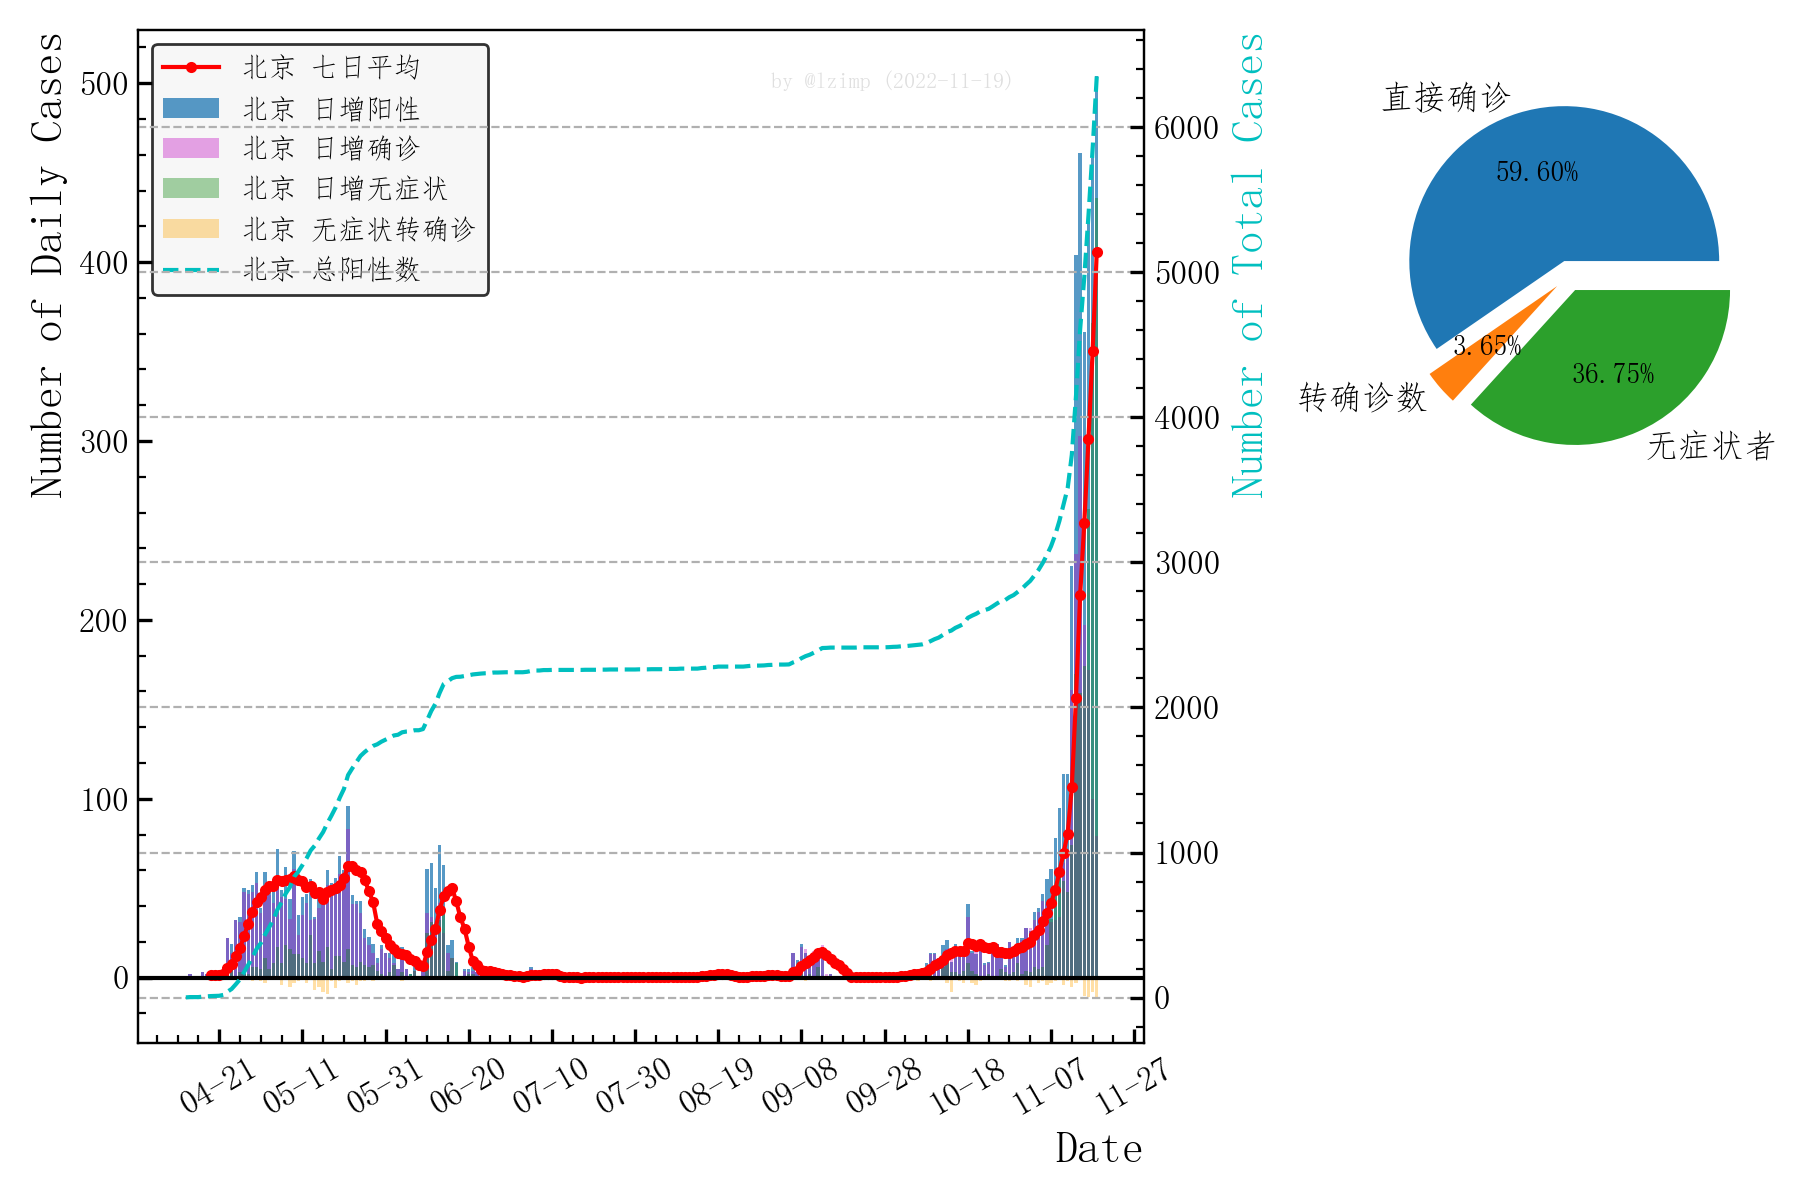 Number of Daily Cases
500
400
300
200
100
0
北京 七日平均
北京 日增阳性
北京 日增确诊
北京 日增无症状
北京 无症状转确诊
北京 总阳性数
by @lzimp (2022-11-19)
6000
5000
4000
3000
2000
1000
0
Number of Total Cases
04-21
05-11
05-31
06-20
07-10
07-30
08-19
09-08
09-28
10-18
11-07
11-27
Date
直接确诊
59.60%
3.65%
转确诊数
36.75%
无症状者